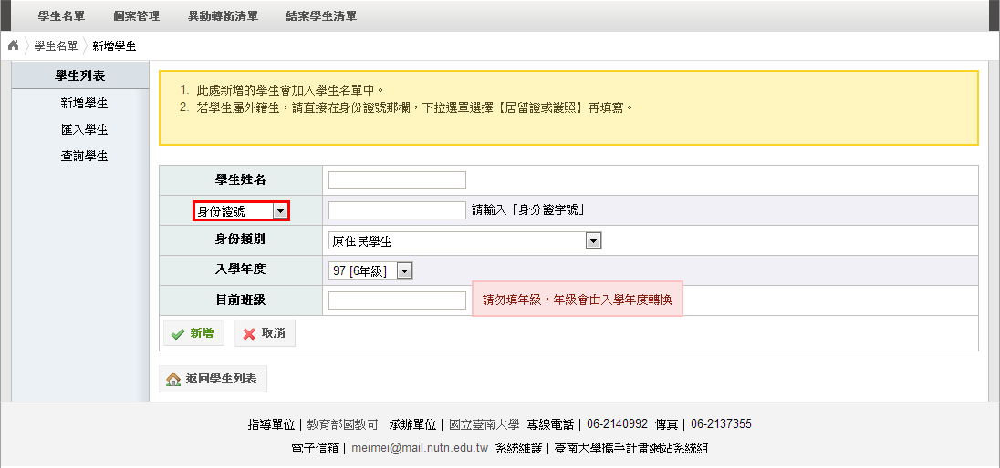 學生名單 個案管理 異動轉銜清單 結案學生清單
學生名單 新增學生
學生列表
新增學生
匯入學生
查詢學生
1. 此處新增的學生會加入學生名單中。
2. 若學生屬外籍生，請直接在身份證號那欄，下拉選單選擇【居留證或護照】再填寫。
學生姓名
身份證號 請輸入「身分證字號」
身份類別 原住民學生
入學年度 97 [6年級]
目前班級 請勿填年級，年級會由入學年度轉換
新增 取消
返回學生列表
指導單位 | 教育部國教司 承辦單位 | 國立臺南大學 專線電話 | 06-2140992 傳真 | 06-2137355
電子信箱 | meimei@mail.nutn.edu.tw 系統維護 | 臺南大學攜手計畫網站系統組